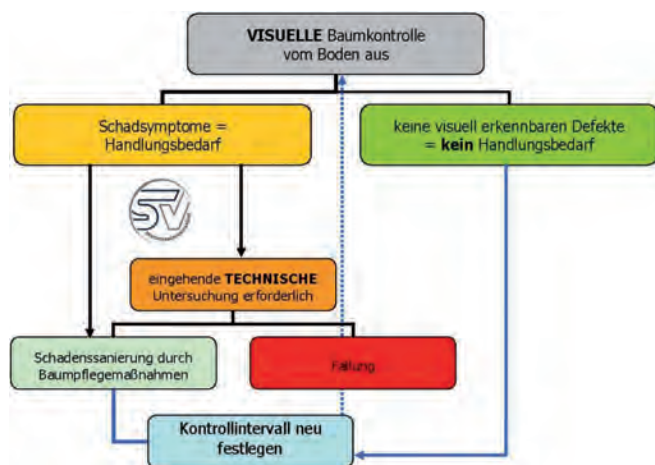 VISUELLE Baumkontrolle
vom Boden aus
Schadsymptome =
Handlungsbedarf
keine visuell erkennbaren Defekte
= kein Handlungsbedarf
SV
eingehende TECHNISCHE
Untersuchung erforderlich
Schadenssanierung durch
Baumpflegemaßnahmen
Fällung
Kontrollintervall neu
festlegen